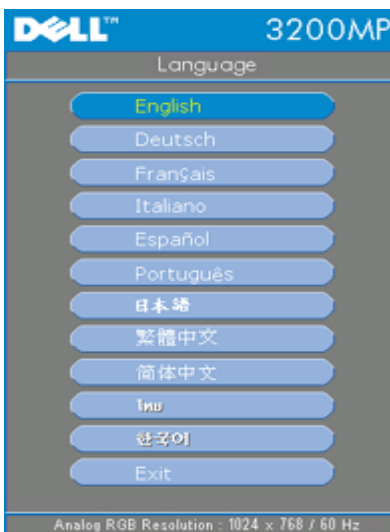 DELL™ 3200MP
Language
English
Deutsch
Français
Italiano
Español
Português
日本語
繁體中文
简体中文
ไทย
한국어
Exit
Analog RGB Resolution : 1024 x 768 / 60 Hz